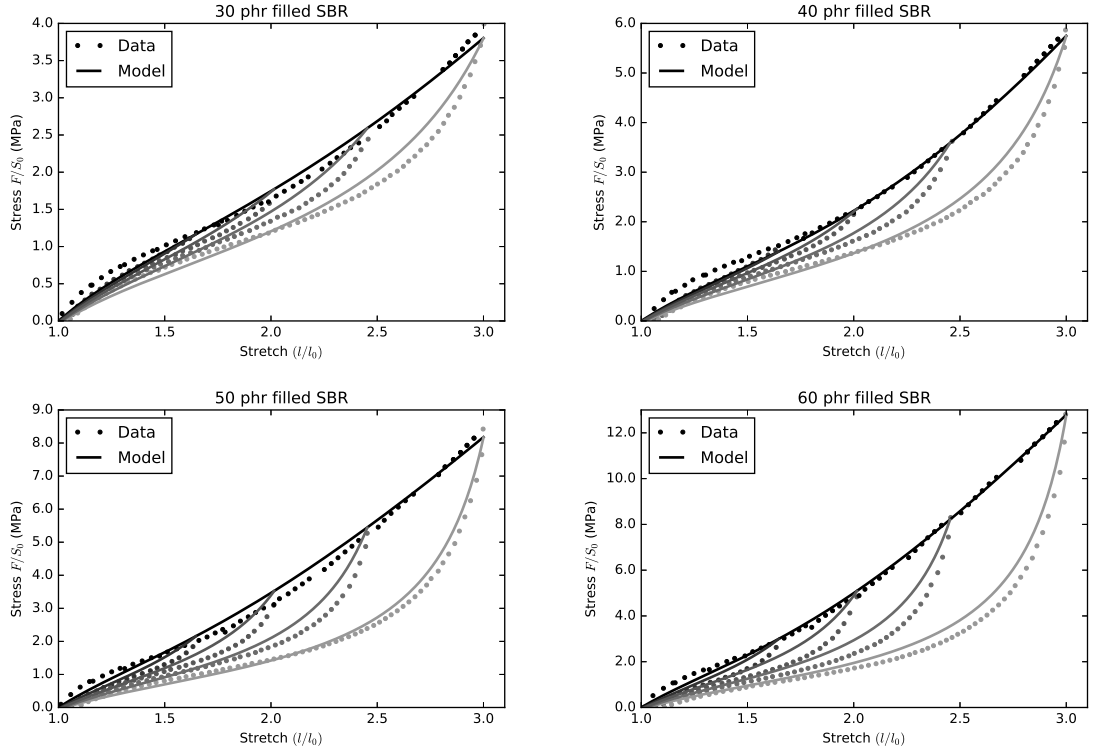 30 phr filled SBR
4.0
3.5
3.0
2.5
2.0
1.5
1.0
0.5
0.0
Stress F/S₀ (MPa)
Data
Model
1.0 1.5 2.0 2.5 3.0
Stretch (l/l₀)
40 phr filled SBR
6.0
5.0
4.0
3.0
2.0
1.0
0.0
Stress F/S₀ (MPa)
Data
Model
1.0 1.5 2.0 2.5 3.0
Stretch (l/l₀)
50 phr filled SBR
9.0
8.0
7.0
6.0
5.0
4.0
3.0
2.0
1.0
0.0
Stress F/S₀ (MPa)
Data
Model
1.0 1.5 2.0 2.5 3.0
Stretch (l/l₀)
60 phr filled SBR
12.0
10.0
8.0
6.0
4.0
2.0
0.0
Stress F/S₀ (MPa)
Data
Model
1.0 1.5 2.0 2.5 3.0
Stretch (l/l₀)